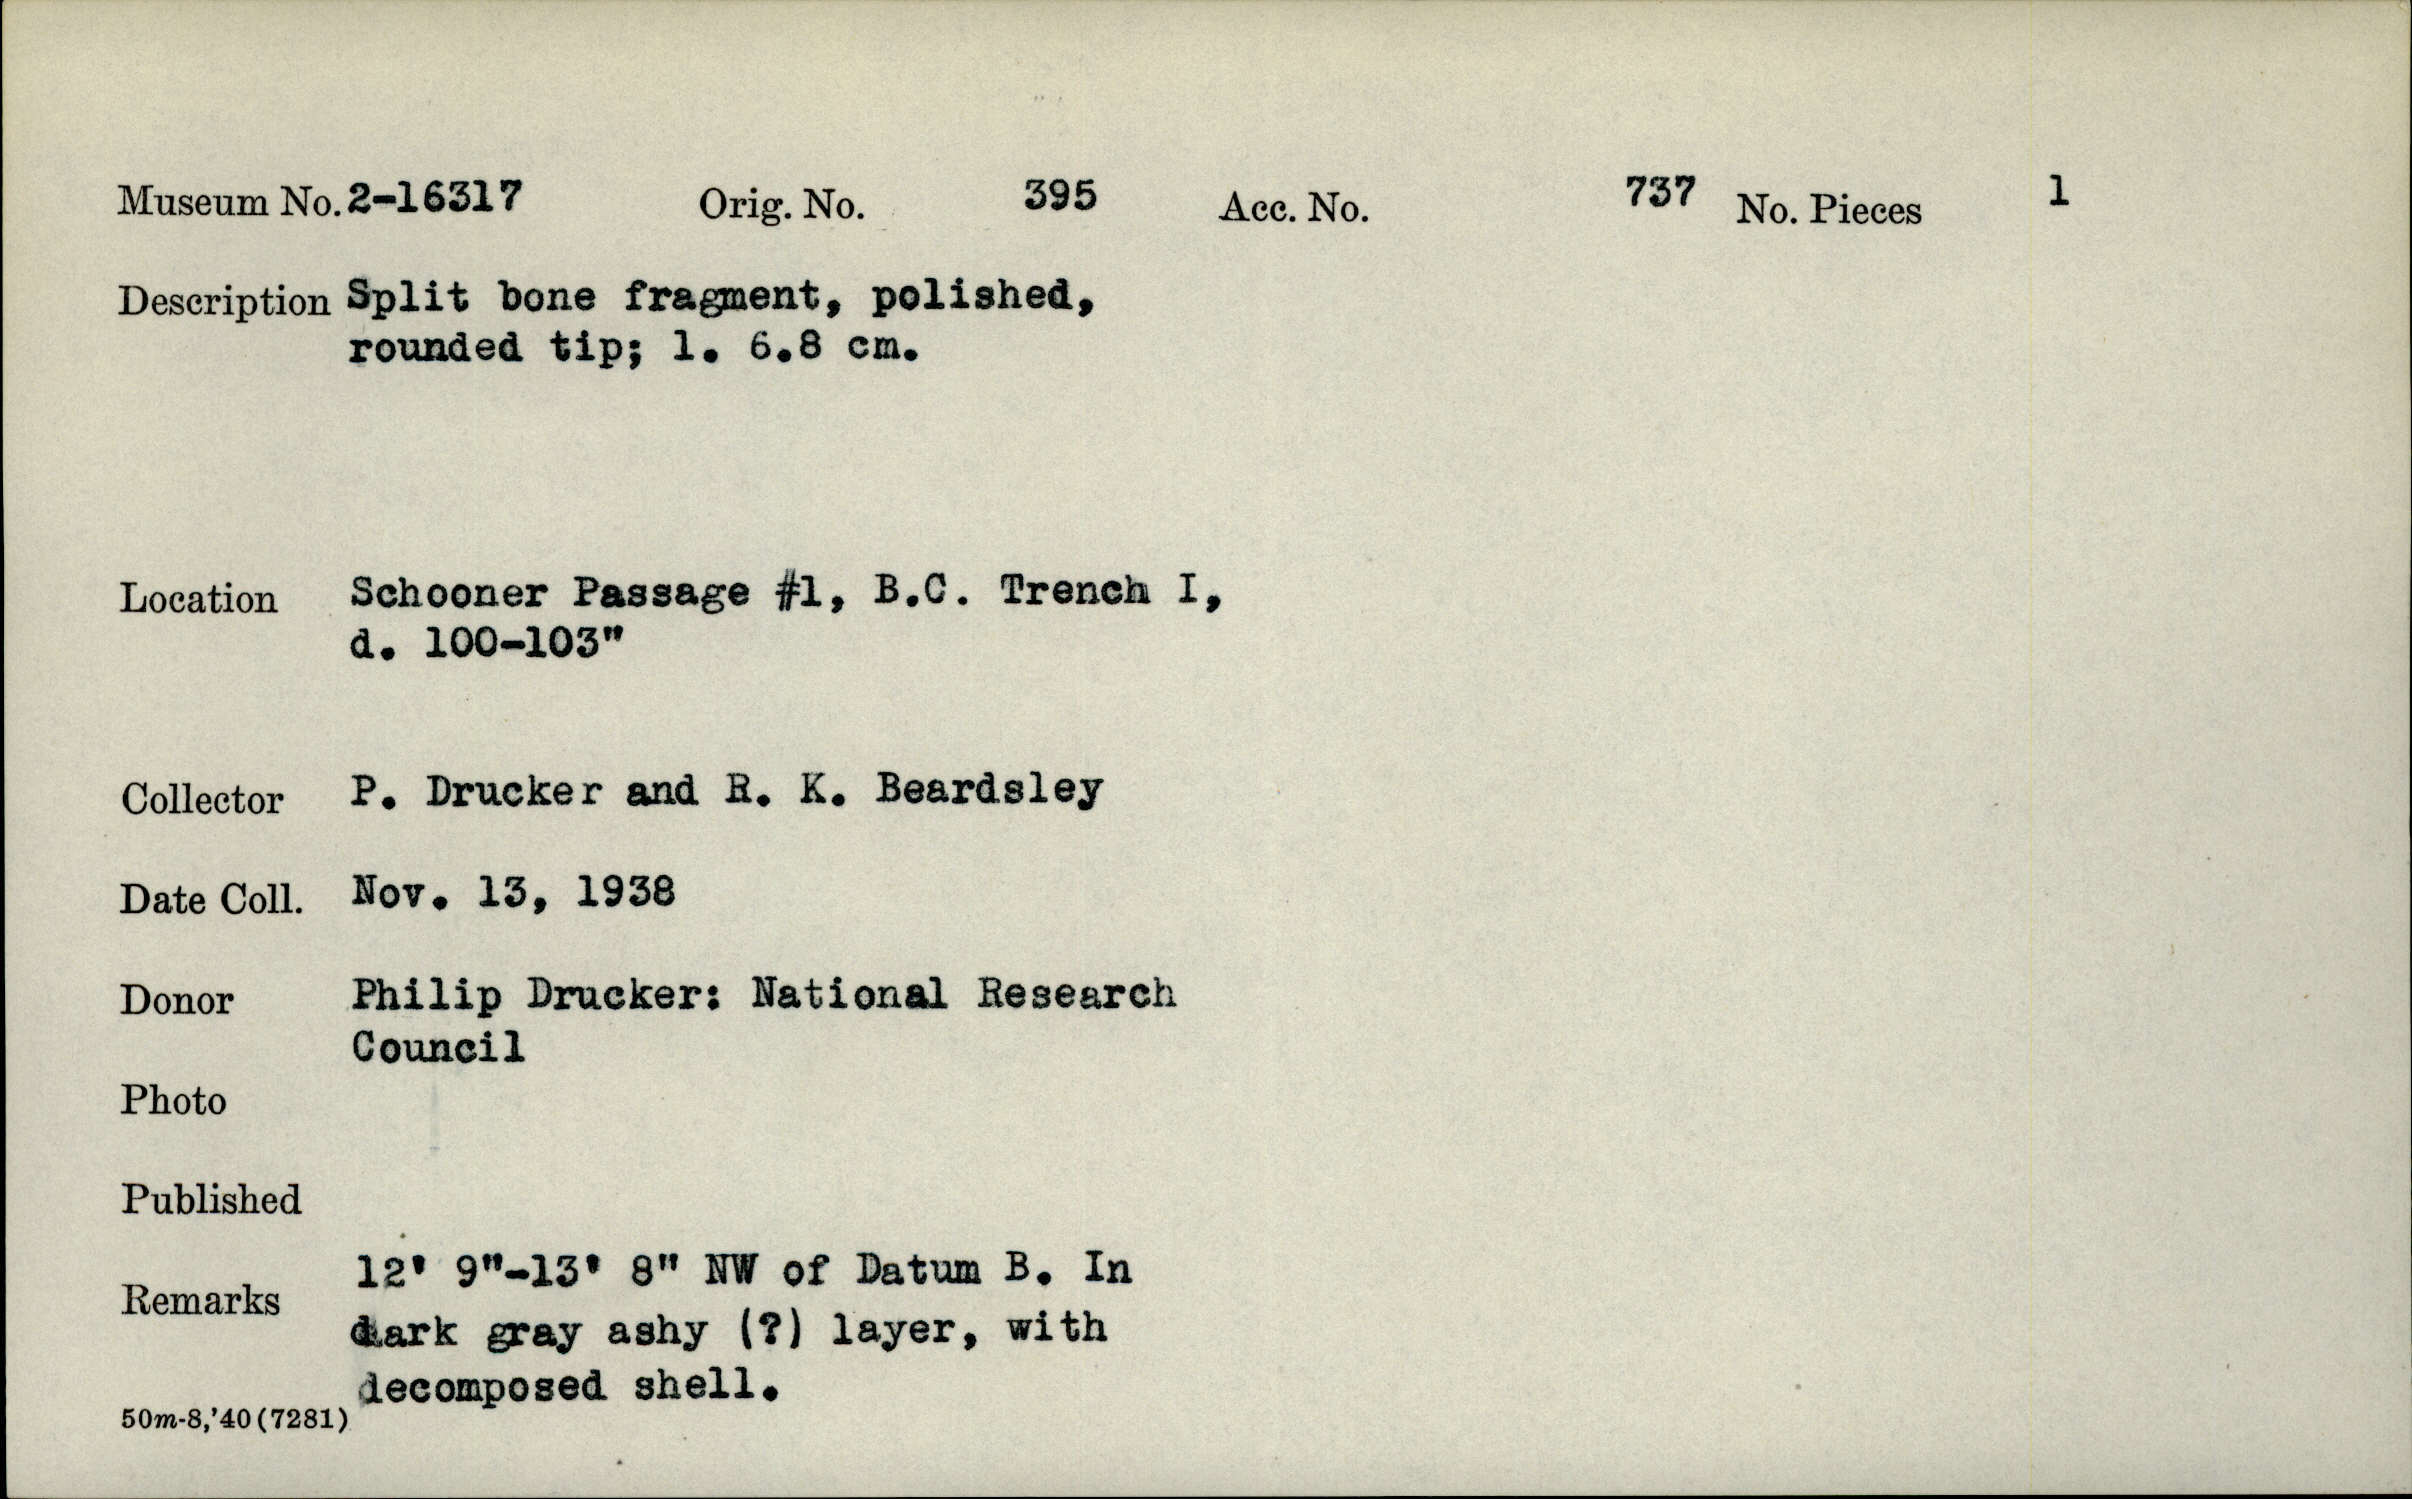 Museum No. 2-16317 Orig. No. 395 Acc. No. 737 No. Pieces 1
Description Split bone fragment, polished,
rounded tip; l. 6.8 cm.
Location Schooner Passage #1, B.C. Trench I,
d. 100-103"
Collector P. Drucker and R. K. Beardsley
Date Coll. Nov. 13, 1938
Donor Philip Drucker: National Research
Council
Photo
Published
Remarks 12' 9"-13' 8" NW of Datum B. In
dark gray ashy (?) layer, with
decomposed shell.
50m-8,'40(7281)